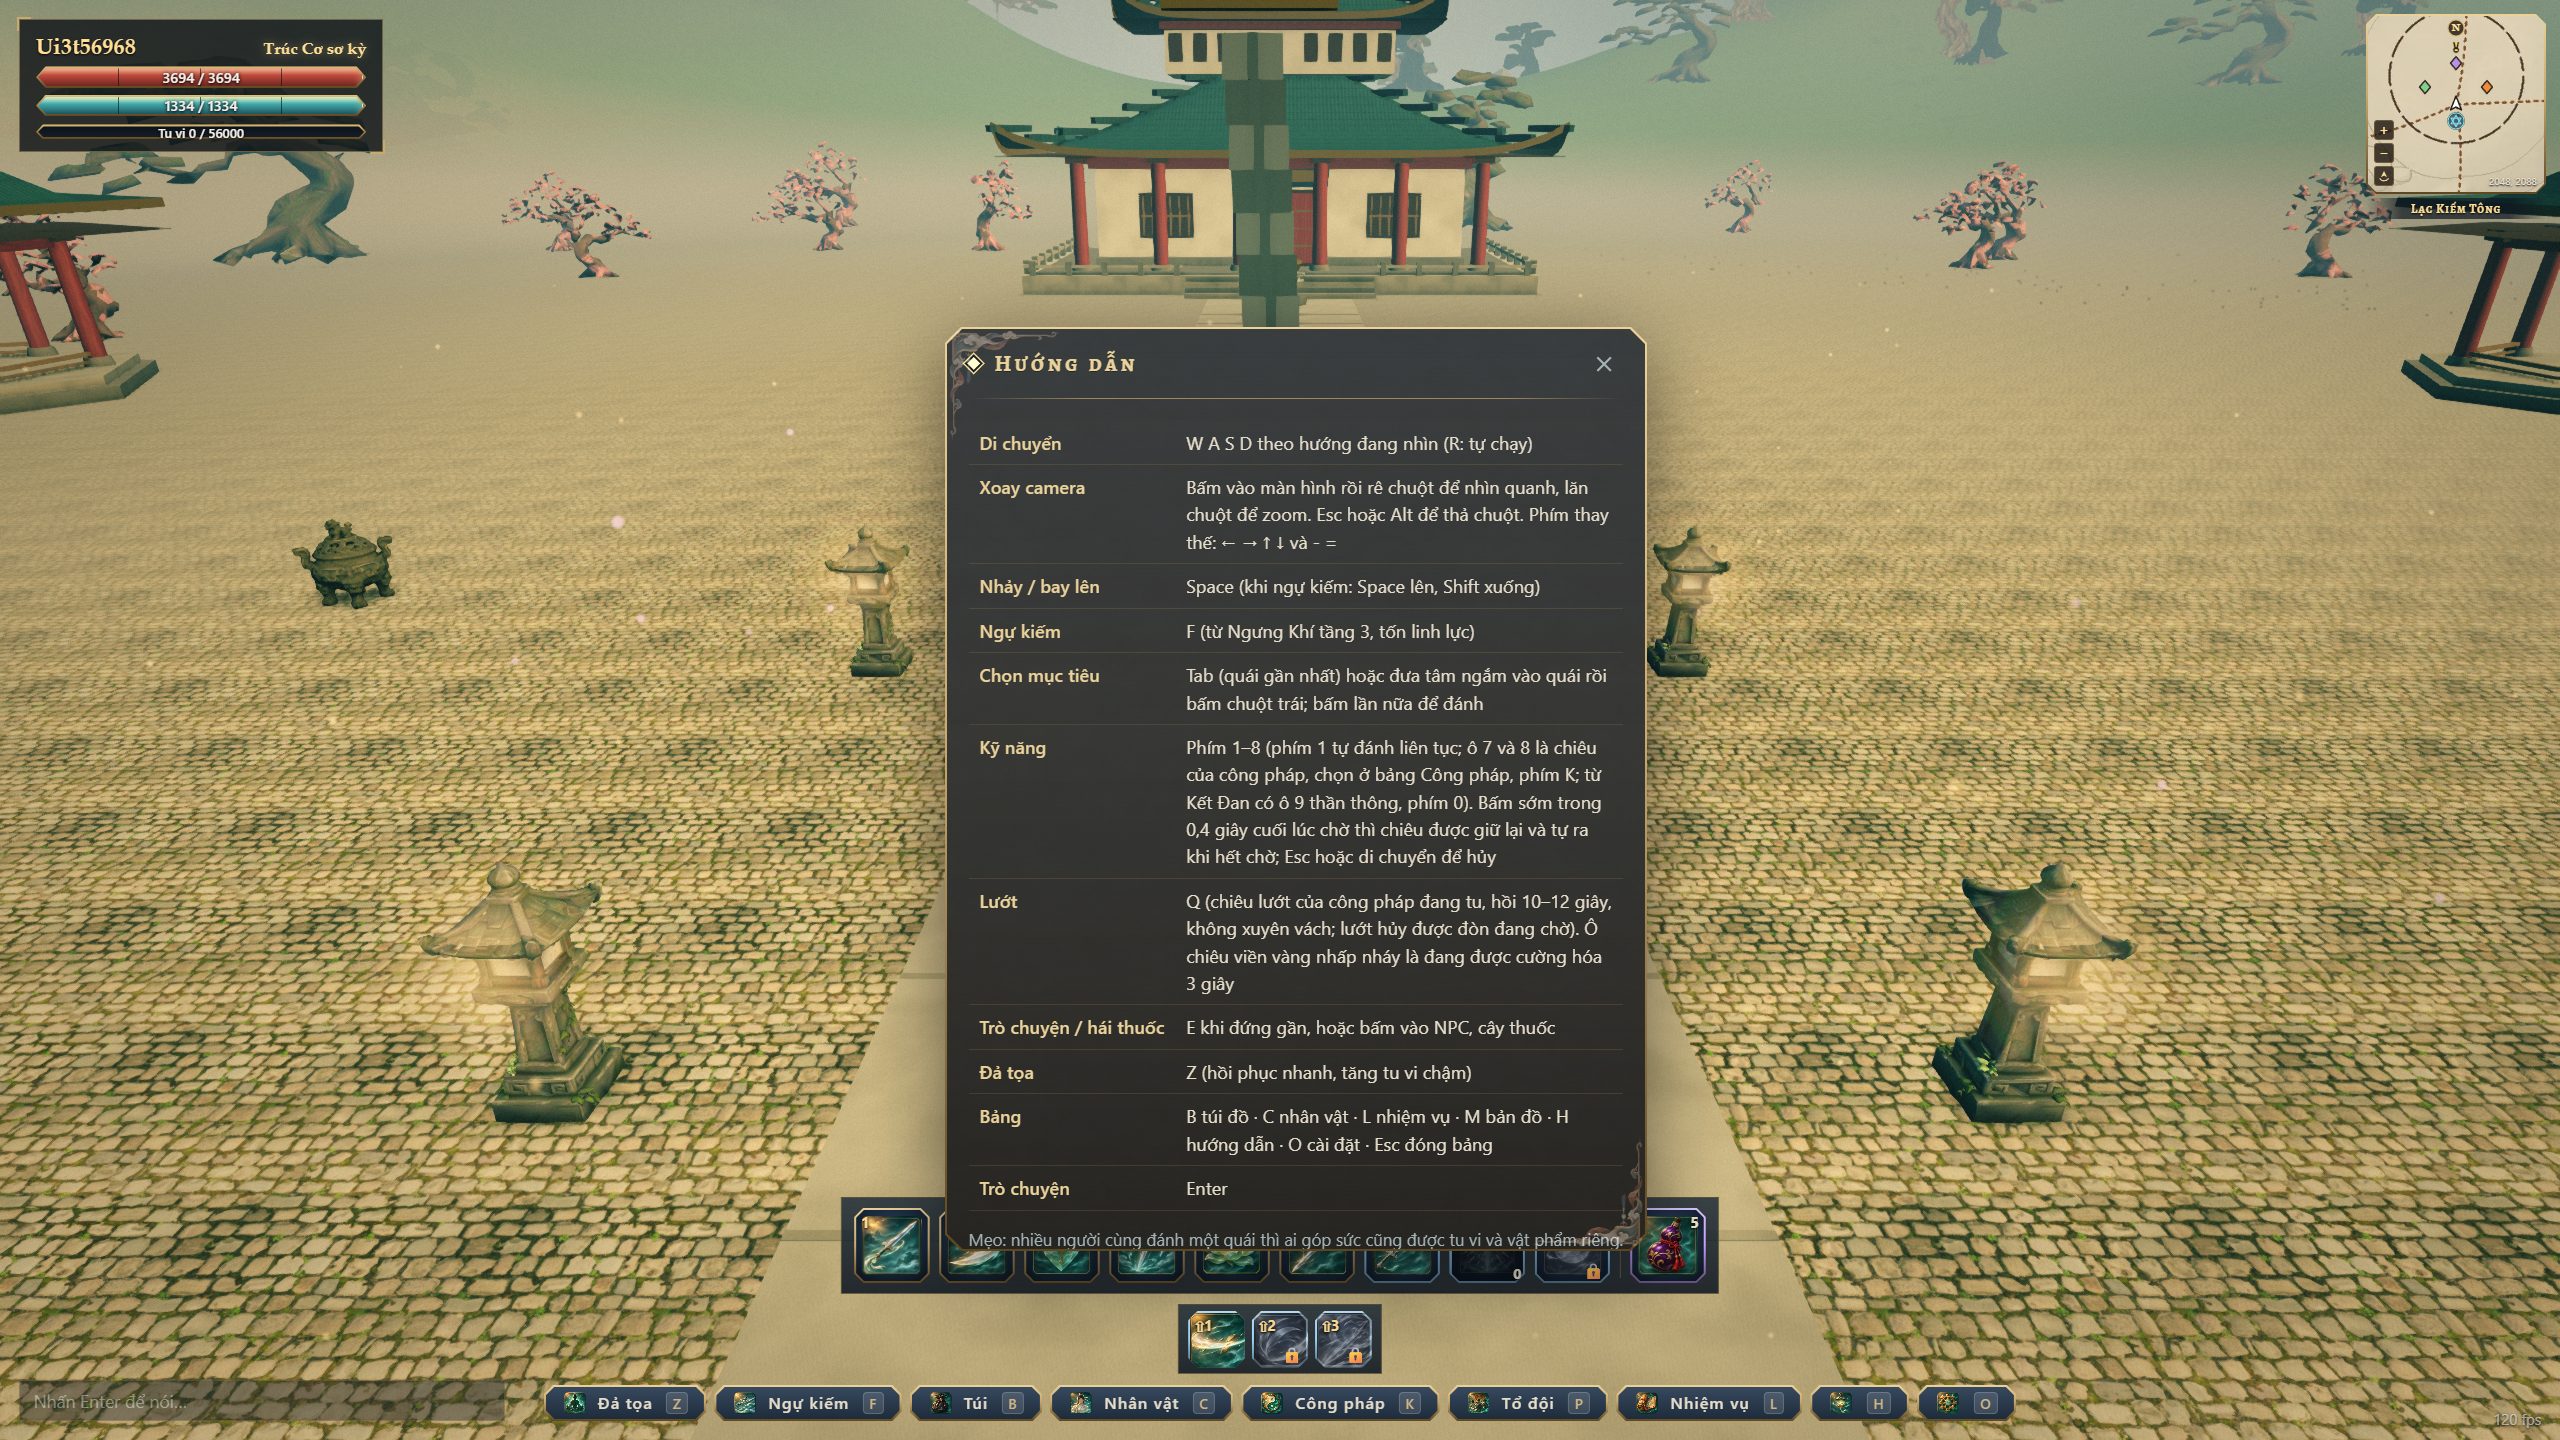 Ui3t56968
Trúc Cơ sơ kỳ
3694 / 3694
1334 / 1334
Tu vi 0 / 56000
N
+
−
2048, 2088
Lạc Kiếm Tông
Hướng dẫn
Di chuyển
W A S D theo hướng đang nhìn (R: tự chạy)
Xoay camera
Bấm vào màn hình rồi rê chuột để nhìn quanh, lăn
chuột để zoom. Esc hoặc Alt để thả chuột. Phím thay
thế: ← → ↑ ↓ và - =
Nhảy / bay lên
Space (khi ngự kiếm: Space lên, Shift xuống)
Ngự kiếm
F (từ Ngưng Khí tầng 3, tốn linh lực)
Chọn mục tiêu
Tab (quái gần nhất) hoặc đưa tâm ngắm vào quái rồi
bấm chuột trái; bấm lần nữa để đánh
Kỹ năng
Phím 1–8 (phím 1 tự đánh liên tục; ô 7 và 8 là chiêu
của công pháp, chọn ở bảng Công pháp, phím K; từ
Kết Đan có ô 9 thần thông, phím 0). Bấm sớm trong
0,4 giây cuối lúc chờ thì chiêu được giữ lại và tự ra
khi hết chờ; Esc hoặc di chuyển để hủy
Lướt
Q (chiêu lướt của công pháp đang tu, hồi 10–12 giây,
không xuyên vách; lướt hủy được đòn đang chờ). Ô
chiêu viền vàng nhấp nháy là đang được cường hóa
3 giây
Trò chuyện / hái thuốc
E khi đứng gần, hoặc bấm vào NPC, cây thuốc
Đả tọa
Z (hồi phục nhanh, tăng tu vi chậm)
Bảng
B túi đồ · C nhân vật · L nhiệm vụ · M bản đồ · H
hướng dẫn · O cài đặt · Esc đóng bảng
Trò chuyện
Enter
Mẹo: nhiều người cùng đánh một quái thì ai góp sức cũng được tu vi và vật phẩm riêng.
1
0
5
⇧1
⇧2
⇧3
Nhấn Enter để nói...
Đả tọa Z
Ngự kiếm F
Túi B
Nhân vật C
Công pháp K
Tổ đội P
Nhiệm vụ L
H
O
120 fps